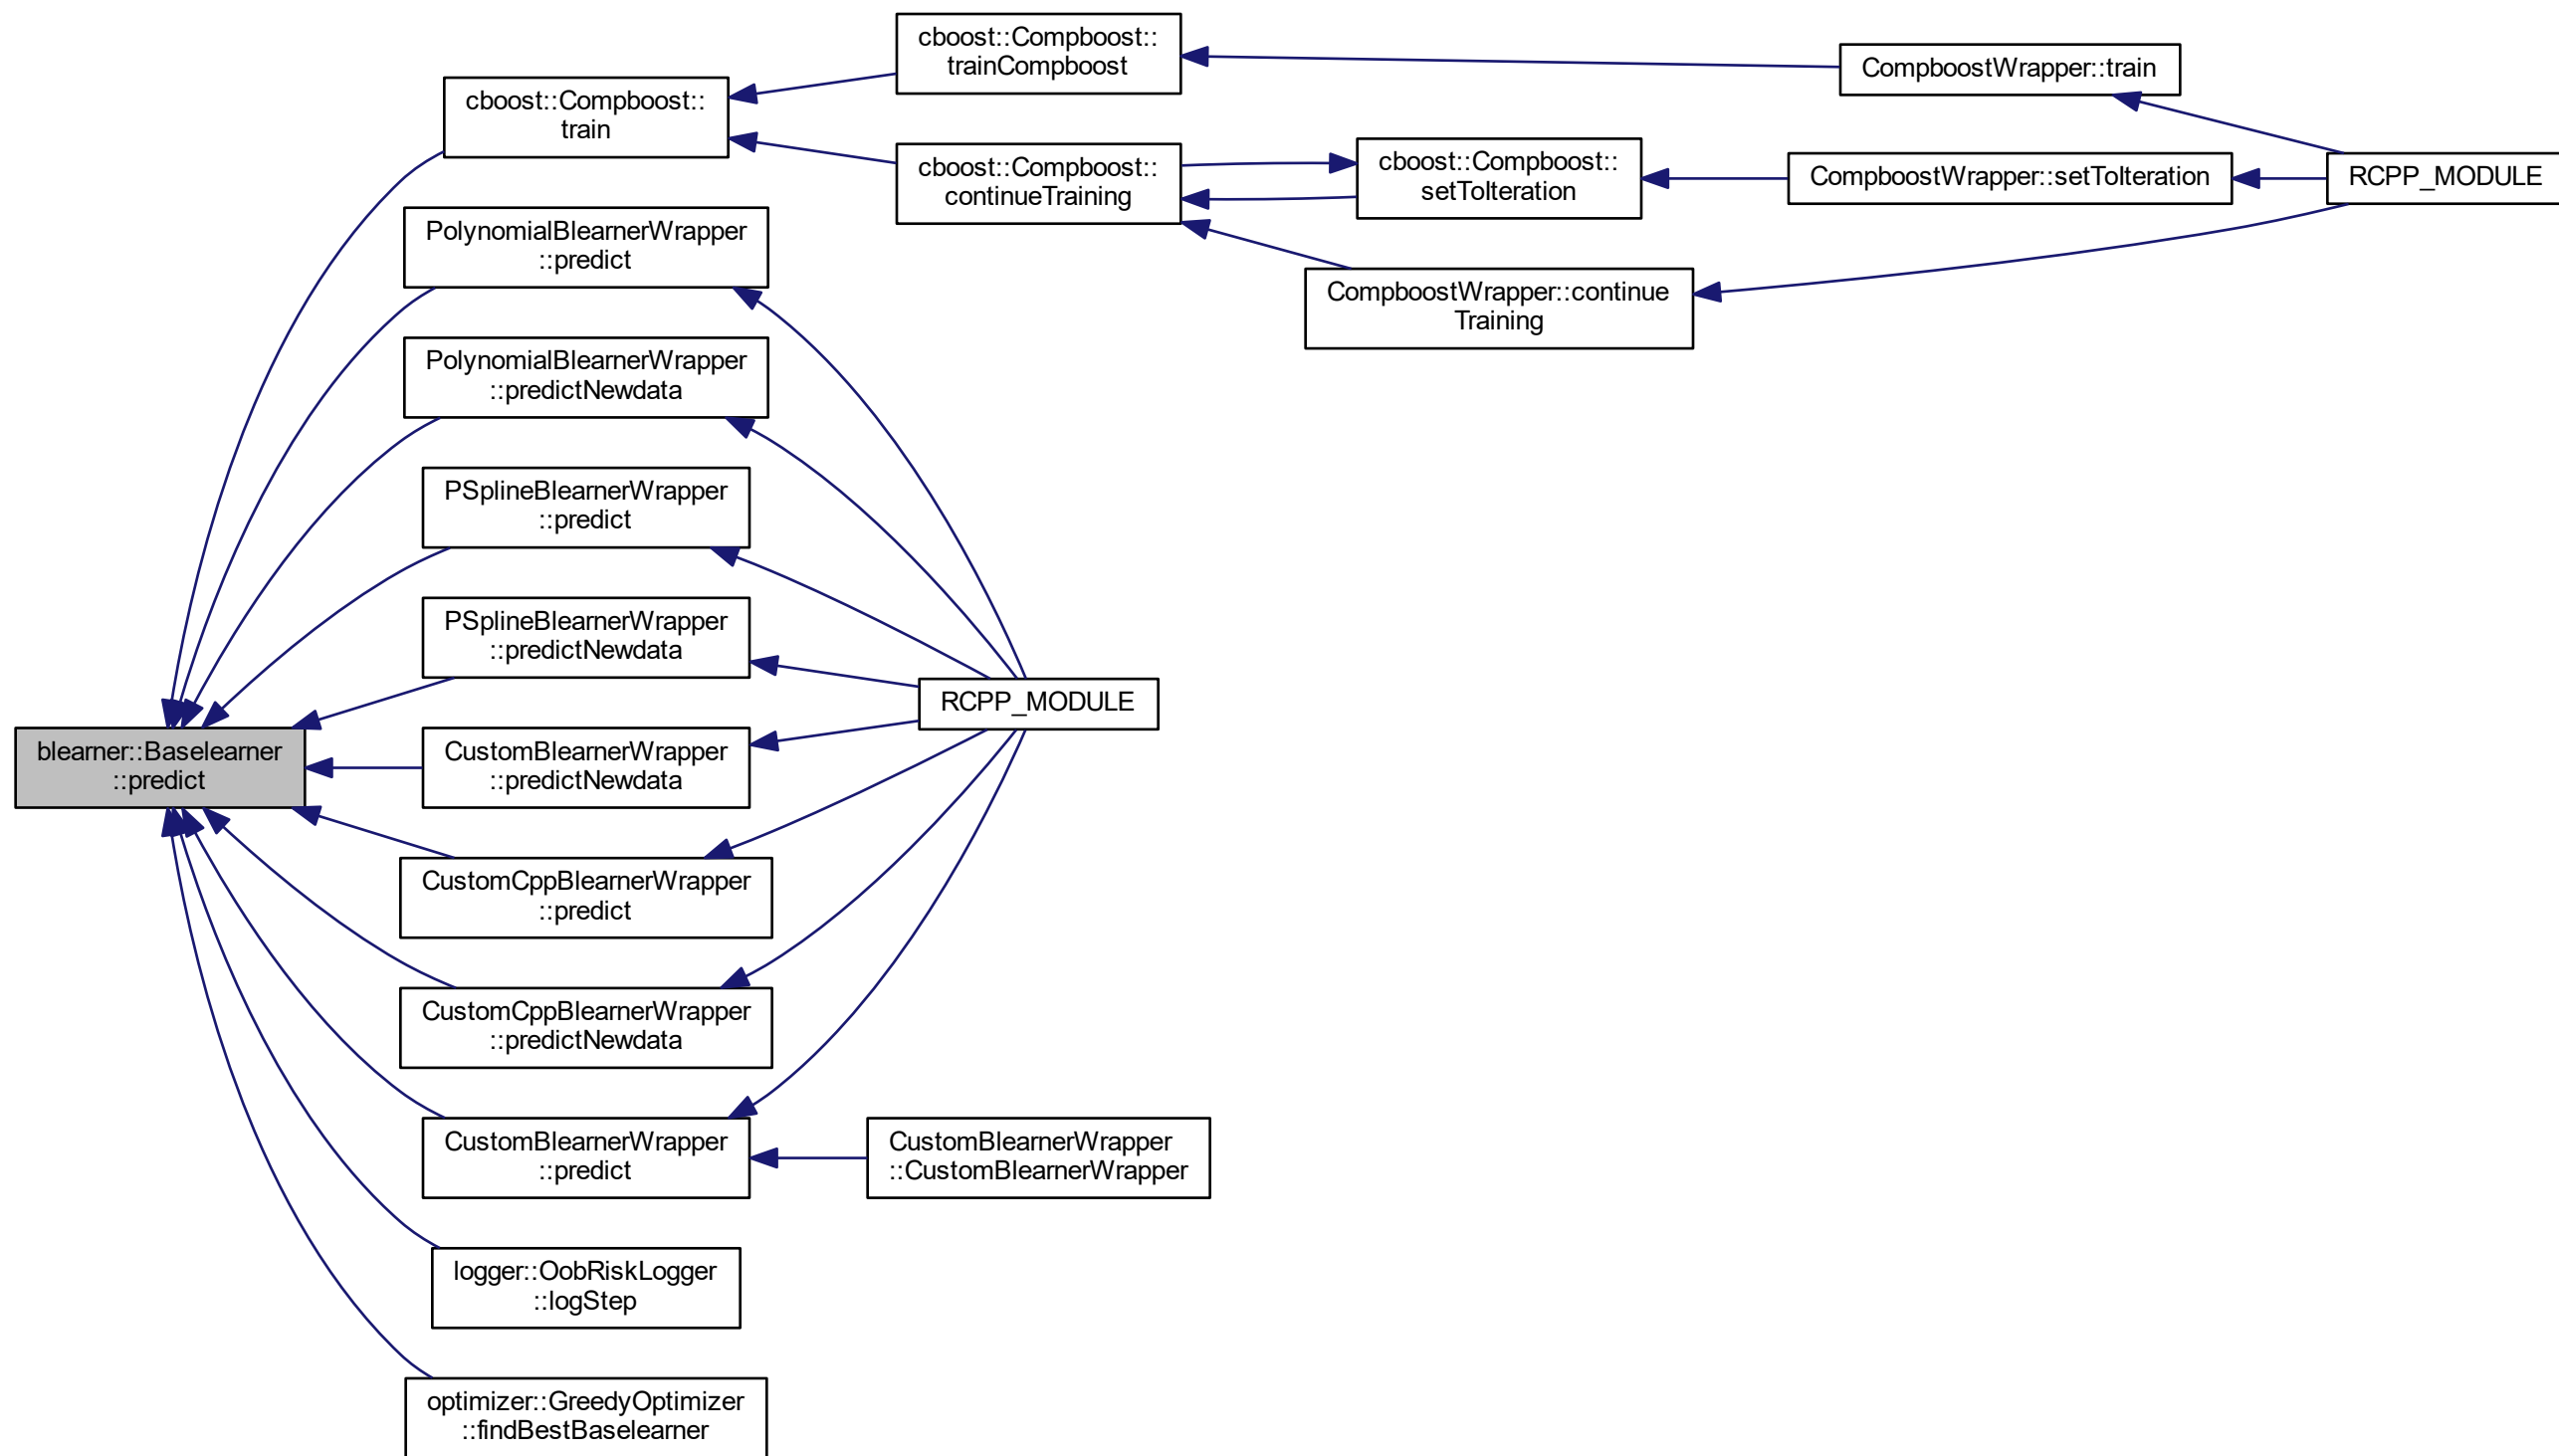 cboost::Compboost::
trainCompboost
CompboostWrapper::train
cboost::Compboost::
train
cboost::Compboost::
continueTraining
cboost::Compboost::
setToIteration
CompboostWrapper::setToIteration
RCPP_MODULE
PolynomialBlearnerWrapper
::predict
CompboostWrapper::continue
Training
PolynomialBlearnerWrapper
::predictNewdata
PSplineBlearnerWrapper
::predict
PSplineBlearnerWrapper
::predictNewdata
RCPP_MODULE
blearner::Baselearner
::predict
CustomBlearnerWrapper
::predictNewdata
CustomCppBlearnerWrapper
::predict
CustomCppBlearnerWrapper
::predictNewdata
CustomBlearnerWrapper
::predict
CustomBlearnerWrapper
::CustomBlearnerWrapper
logger::OobRiskLogger
::logStep
optimizer::GreedyOptimizer
::findBestBaselearner